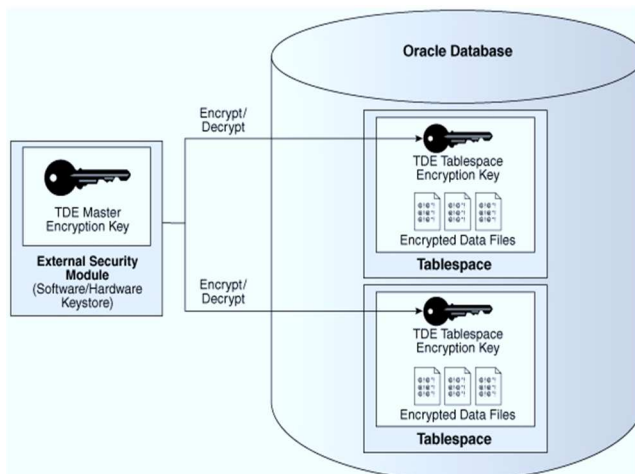 Oracle Database
Encrypt/
Decrypt
TDE Tablespace
Encryption Key
Encrypted Data Files
Tablespace
TDE Master
Encryption Key
External Security
Module
(Software/Hardware
Keystore)
Encrypt/
Decrypt
TDE Tablespace
Encryption Key
Encrypted Data Files
Tablespace